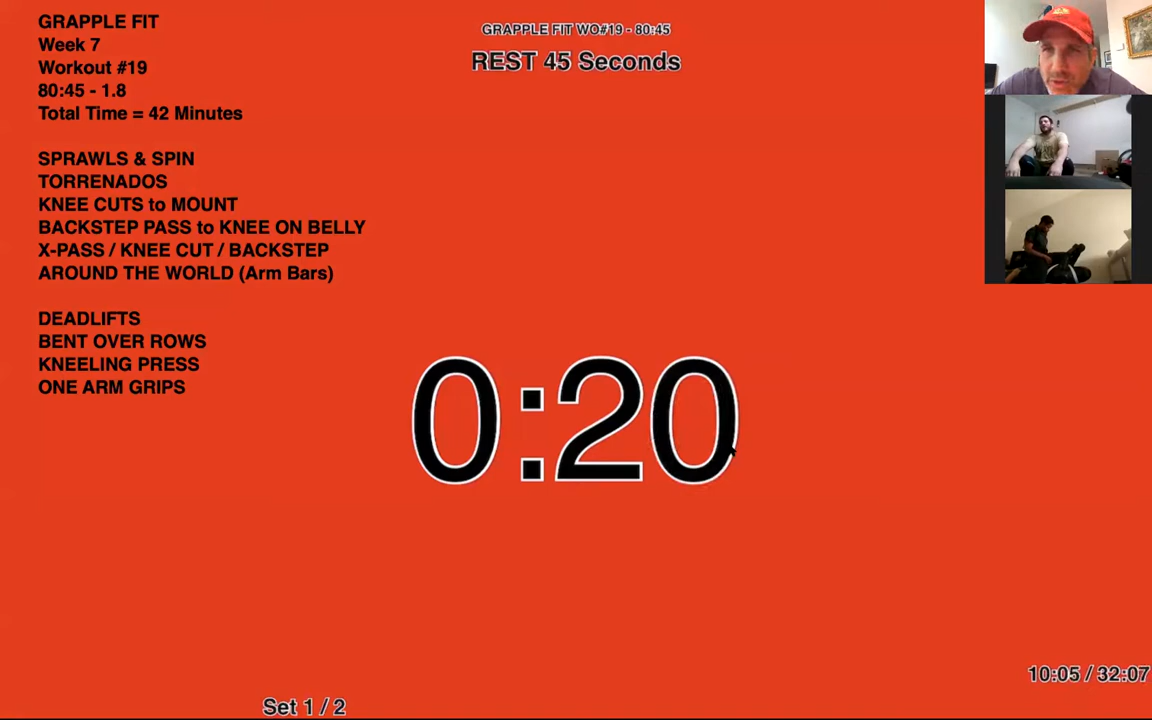 GRAPPLE FIT
Week 7
Workout #19
80:45 - 1.8
Total Time = 42 Minutes
SPRAWLS & SPIN
TORRENADOS
KNEE CUTS to MOUNT
BACKSTEP PASS to KNEE ON BELLY
X-PASS / KNEE CUT / BACKSTEP
AROUND THE WORLD (Arm Bars)
DEADLIFTS
BENT OVER ROWS
KNEELING PRESS
ONE ARM GRIPS
GRAPPLE FIT WO#19 - 80:45
REST 45 Seconds
0:20
10:05 / 32:07
Set 1 / 2